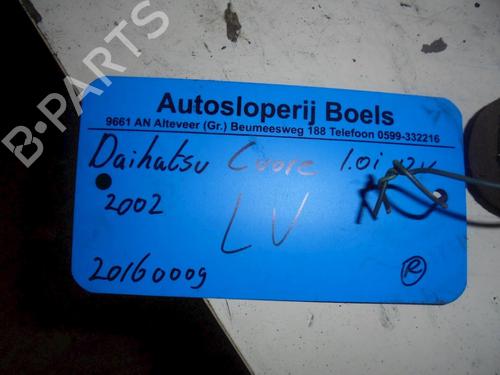 B-PARTS
Autosloperij Boels
9661 AN Alteveer (Gr.) Beumeesweg 188 Telefoon 0599-332216
Daihatsu Cuore 1.0i 12V
2002
LV
20160009
R